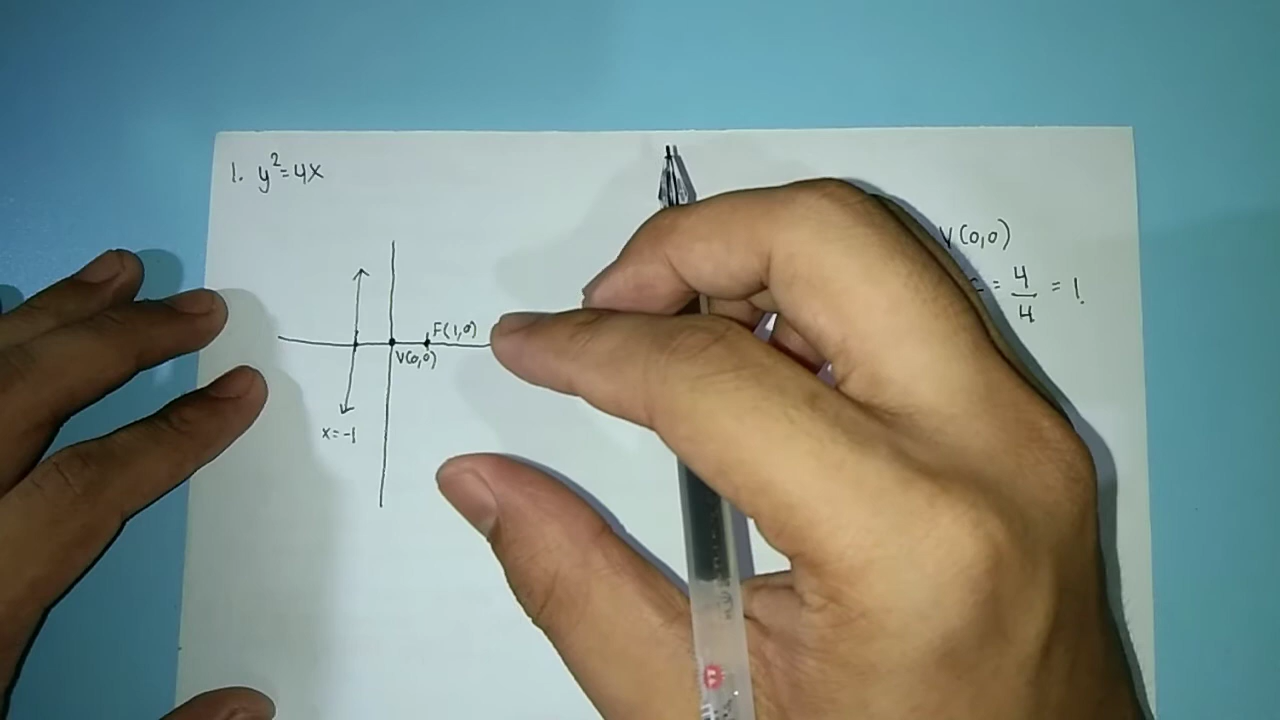 1. y²=4x
V(0,0)
c = 4/4 = 1.
F(1,0)
V(0,0)
x=-1